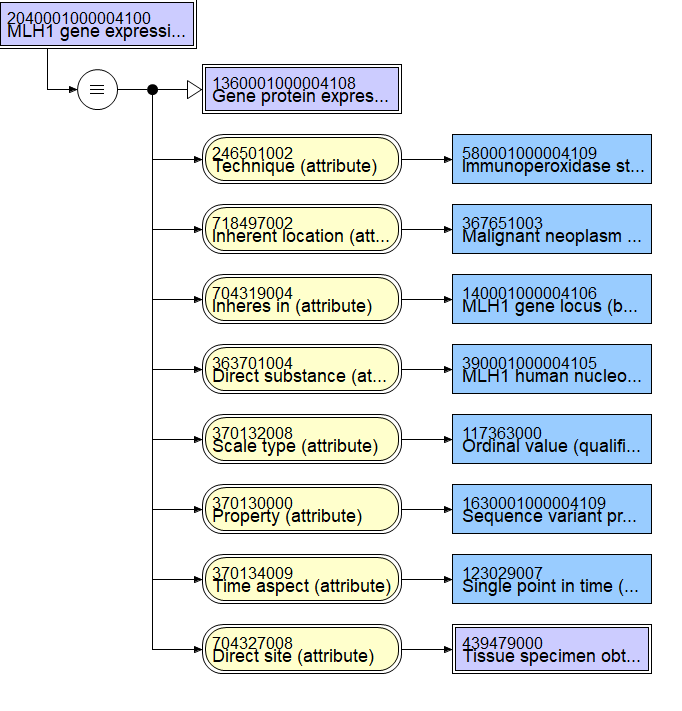 2040001000004100
MLH1 gene expressi...
≡
1360001000004108
Gene protein expres...
246501002
Technique (attribute)
580001000004109
Immunoperoxidase st...
718497002
Inherent location (att...
367651003
Malignant neoplasm ...
704319004
Inheres in (attribute)
140001000004106
MLH1 gene locus (b...
363701004
Direct substance (at...
390001000004105
MLH1 human nucleo...
370132008
Scale type (attribute)
117363000
Ordinal value (qualifi...
370130000
Property (attribute)
1630001000004109
Sequence variant pr...
370134009
Time aspect (attribute)
123029007
Single point in time (...
704327008
Direct site (attribute)
439479000
Tissue specimen obt...